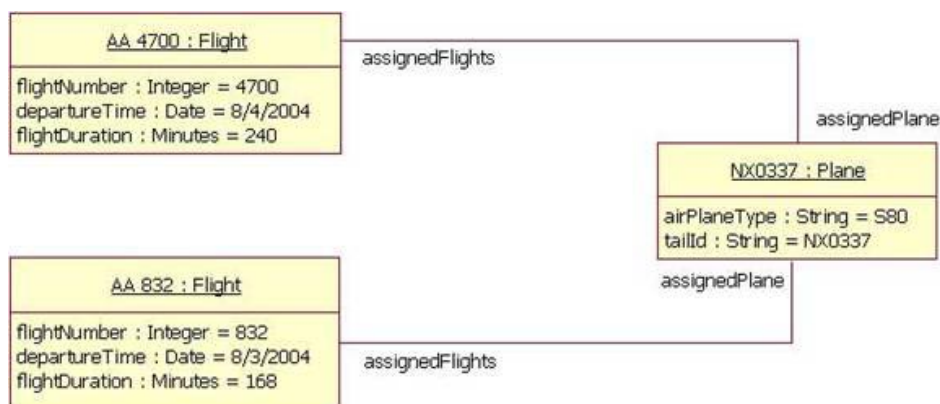 AA 4700 : Flight
flightNumber : Integer = 4700
departureTime : Date = 8/4/2004
flightDuration : Minutes = 240
assignedFlights
assignedPlane
NX0337 : Plane
airPlaneType : String = S80
tailId : String = NX0337
assignedPlane
AA 832 : Flight
flightNumber : Integer = 832
departureTime : Date = 8/3/2004
flightDuration : Minutes = 168
assignedFlights